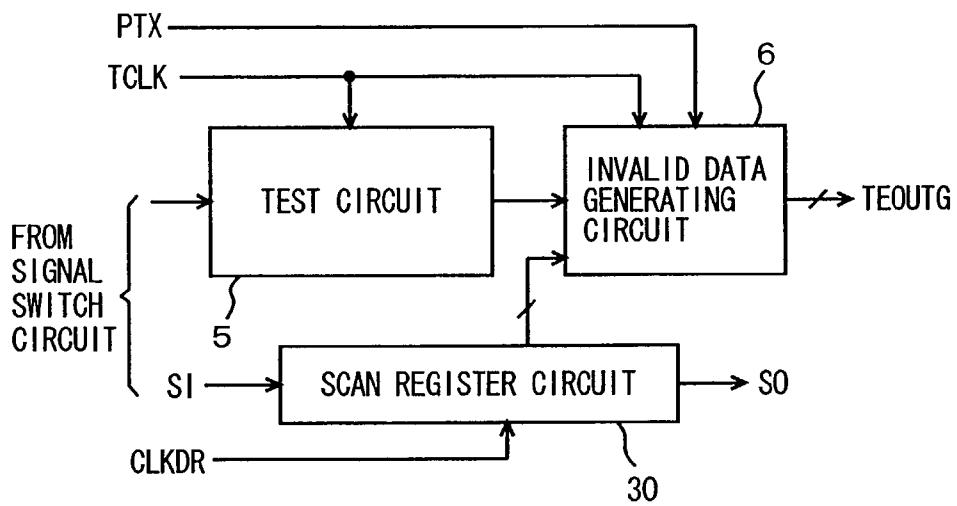 PTX
TCLK
6
TEST CIRCUIT
INVALID DATA
GENERATING
CIRCUIT
TEOUTG
FROM
SIGNAL
SWITCH
CIRCUIT
5
SI
SCAN REGISTER CIRCUIT
SO
CLKDR
30